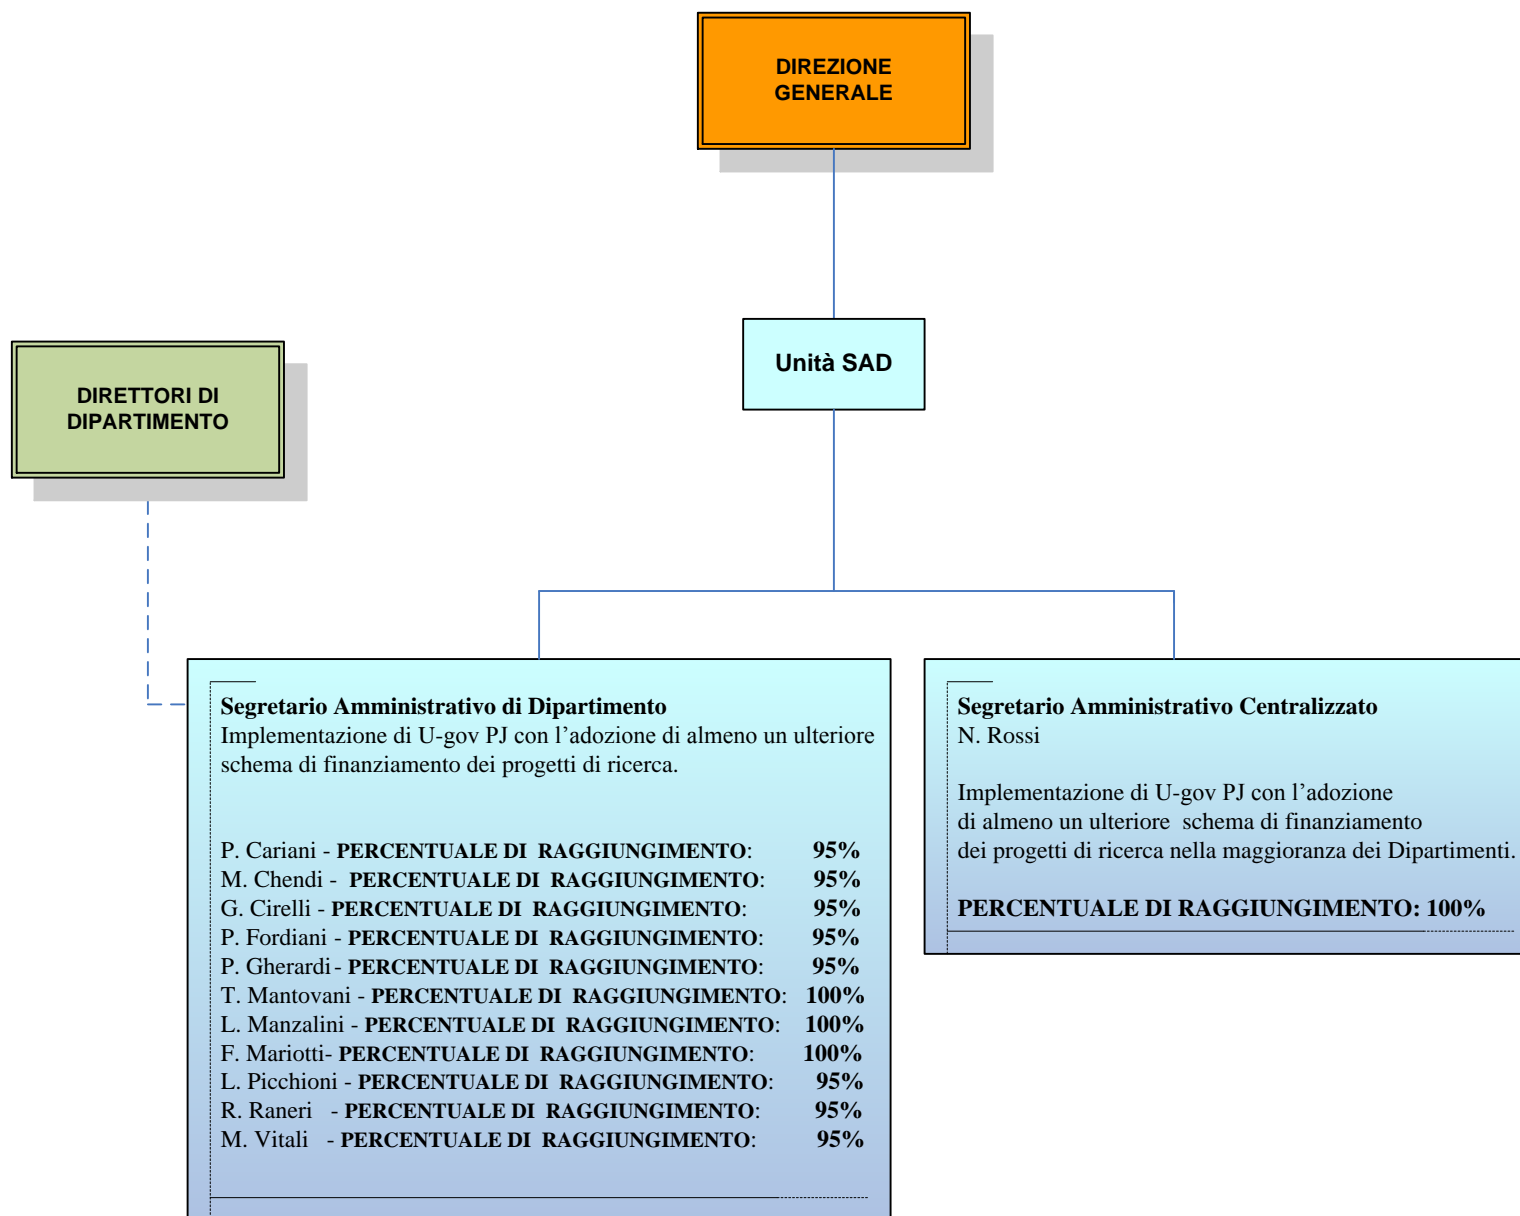 DIREZIONE
GENERALE
Unità SAD
DIRETTORI DI
DIPARTIMENTO
Segretario Amministrativo di Dipartimento
Implementazione di U-gov PJ con l’adozione di almeno un ulteriore
schema di finanziamento dei progetti di ricerca.
P. Cariani - PERCENTUALE DI RAGGIUNGIMENTO: 95%
M. Chendi - PERCENTUALE DI RAGGIUNGIMENTO: 95%
G. Cirelli - PERCENTUALE DI RAGGIUNGIMENTO: 95%
P. Fordiani - PERCENTUALE DI RAGGIUNGIMENTO: 95%
P. Gherardi - PERCENTUALE DI RAGGIUNGIMENTO: 95%
T. Mantovani - PERCENTUALE DI RAGGIUNGIMENTO: 100%
L. Manzalini - PERCENTUALE DI RAGGIUNGIMENTO: 100%
F. Mariotti- PERCENTUALE DI RAGGIUNGIMENTO: 100%
L. Picchioni - PERCENTUALE DI RAGGIUNGIMENTO: 95%
R. Raneri - PERCENTUALE DI RAGGIUNGIMENTO: 95%
M. Vitali - PERCENTUALE DI RAGGIUNGIMENTO: 95%
Segretario Amministrativo Centralizzato
N. Rossi
Implementazione di U-gov PJ con l’adozione
di almeno un ulteriore schema di finanziamento
dei progetti di ricerca nella maggioranza dei Dipartimenti.
PERCENTUALE DI RAGGIUNGIMENTO: 100%